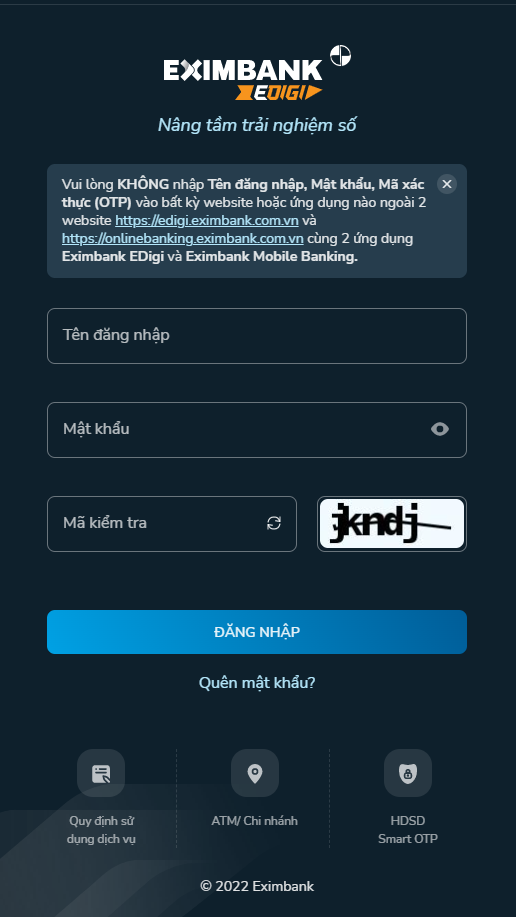 EXIMBANK
EDIGI
Nâng tầm trải nghiệm số
Vui lòng KHÔNG nhập Tên đăng nhập, Mật khẩu, Mã xác
thực (OTP) vào bất kỳ website hoặc ứng dụng nào ngoài 2
website https://edigi.eximbank.com.vn và
https://onlinebanking.eximbank.com.vn cùng 2 ứng dụng
Eximbank EDigi và Eximbank Mobile Banking.
Tên đăng nhập
Mật khẩu
Mã kiểm tra
jkndj
ĐĂNG NHẬP
Quên mật khẩu?
Quy định sử
dụng dịch vụ
ATM/ Chi nhánh
HDSD
Smart OTP
© 2022 Eximbank